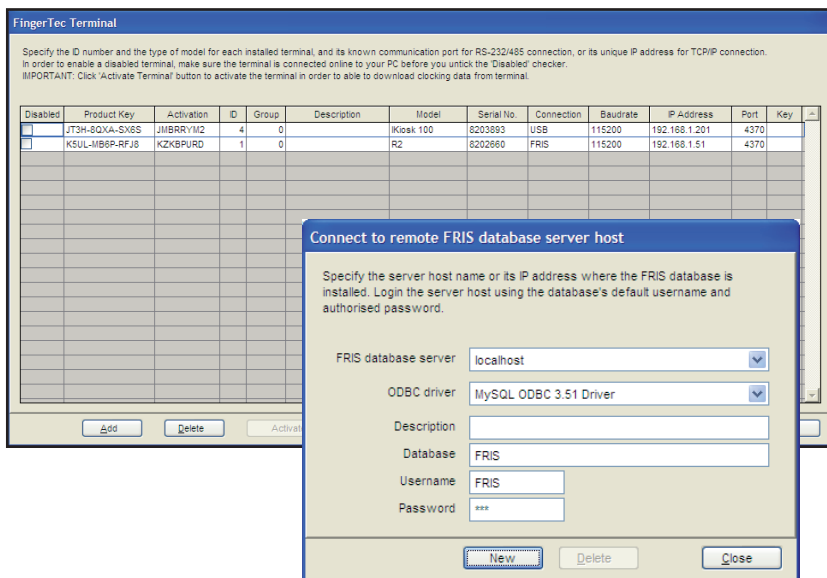 FingerTec Terminal
Specify the ID number and the type of model for each installed terminal, and its known communication port for RS-232/485 connection, or its unique IP address for TCP/IP connection.
In order to enable a disabled terminal, make sure the terminal is connected online to your PC before you untick the 'Disabled' checker.
IMPORTANT: Click 'Activate Terminal' button to activate the terminal in order to able to download clocking data from terminal.
Disabled Product Key Activation ID Group Description Model Serial No. Connection Baudrate IP Address Port Key
JT3H-8QXA-SX6S JMBRRYM2 4 0 IKiosk 100 8203893 USB 115200 192.168.1.201 4370
K5UL-MB6P-RFJ8 KZKBPURD 1 0 R2 8202660 FRIS 115200 192.168.1.51 4370
Connect to remote FRIS database server host
Specify the server host name or its IP address where the FRIS database is
installed. Login the server host using the database's default username and
authorised password.
FRIS database server localhost
ODBC driver MySQL ODBC 3.51 Driver
Description
Database FRIS
Username FRIS
Password ***
Add Delete
New Delete Close